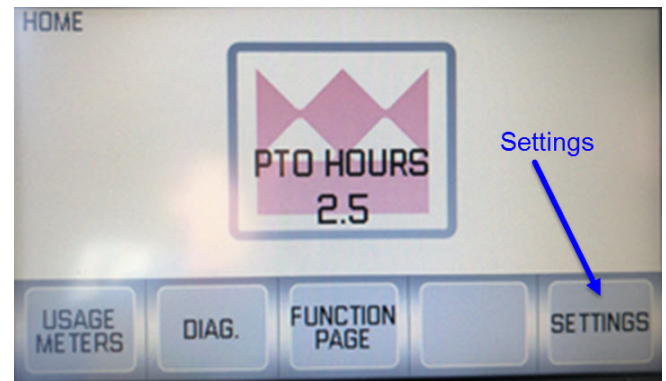 HOME
PTO HOURS
2.5
Settings
USAGE
METERS
DIAG.
FUNCTION
PAGE
SETTINGS